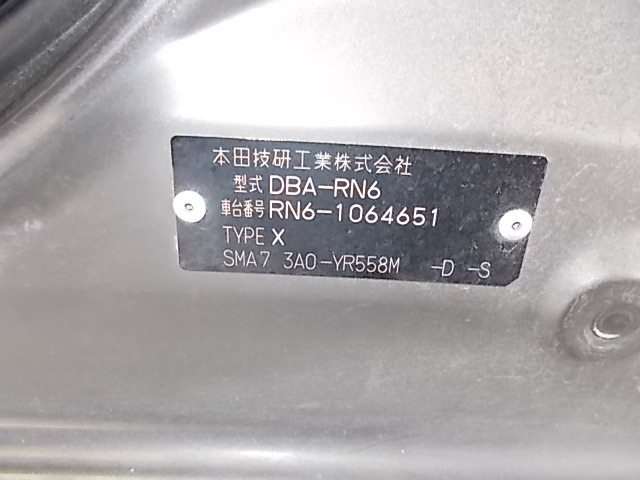 本田技研工業株式会社
型式 DBA-RN6
車台番号 RN6-1064651
TYPE X
SMA7 3A0-YR558M -D -S